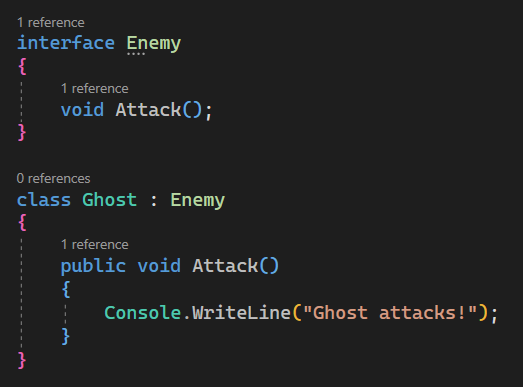 1 reference
interface Enemy
{
1 reference
void Attack();
}
0 references
class Ghost : Enemy
{
1 reference
public void Attack()
{
Console.WriteLine("Ghost attacks!");
}
}